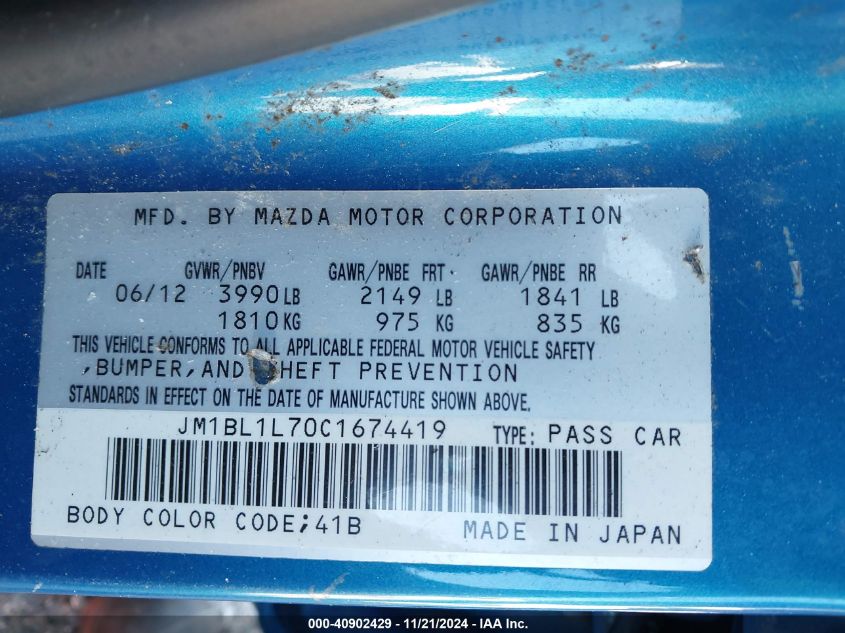 MFD. BY MAZDA MOTOR CORPORATION
DATE GVWR/PNBV GAWR/PNBE FRT GAWR/PNBE RR
06/12 3990 LB 2149 LB 1841 LB
1810 KG 975 KG 835 KG
THIS VEHICLE CONFORMS TO ALL APPLICABLE FEDERAL MOTOR VEHICLE SAFETY
,BUMPER,AND THEFT PREVENTION
STANDARDS IN EFFECT ON THE DATE OF MANUFACTURE SHOWN ABOVE.
JM1BL1L70C1674419 TYPE: PASS CAR
BODY COLOR CODE;41B MADE IN JAPAN
000-40902429 - 11/21/2024 - IAA Inc.